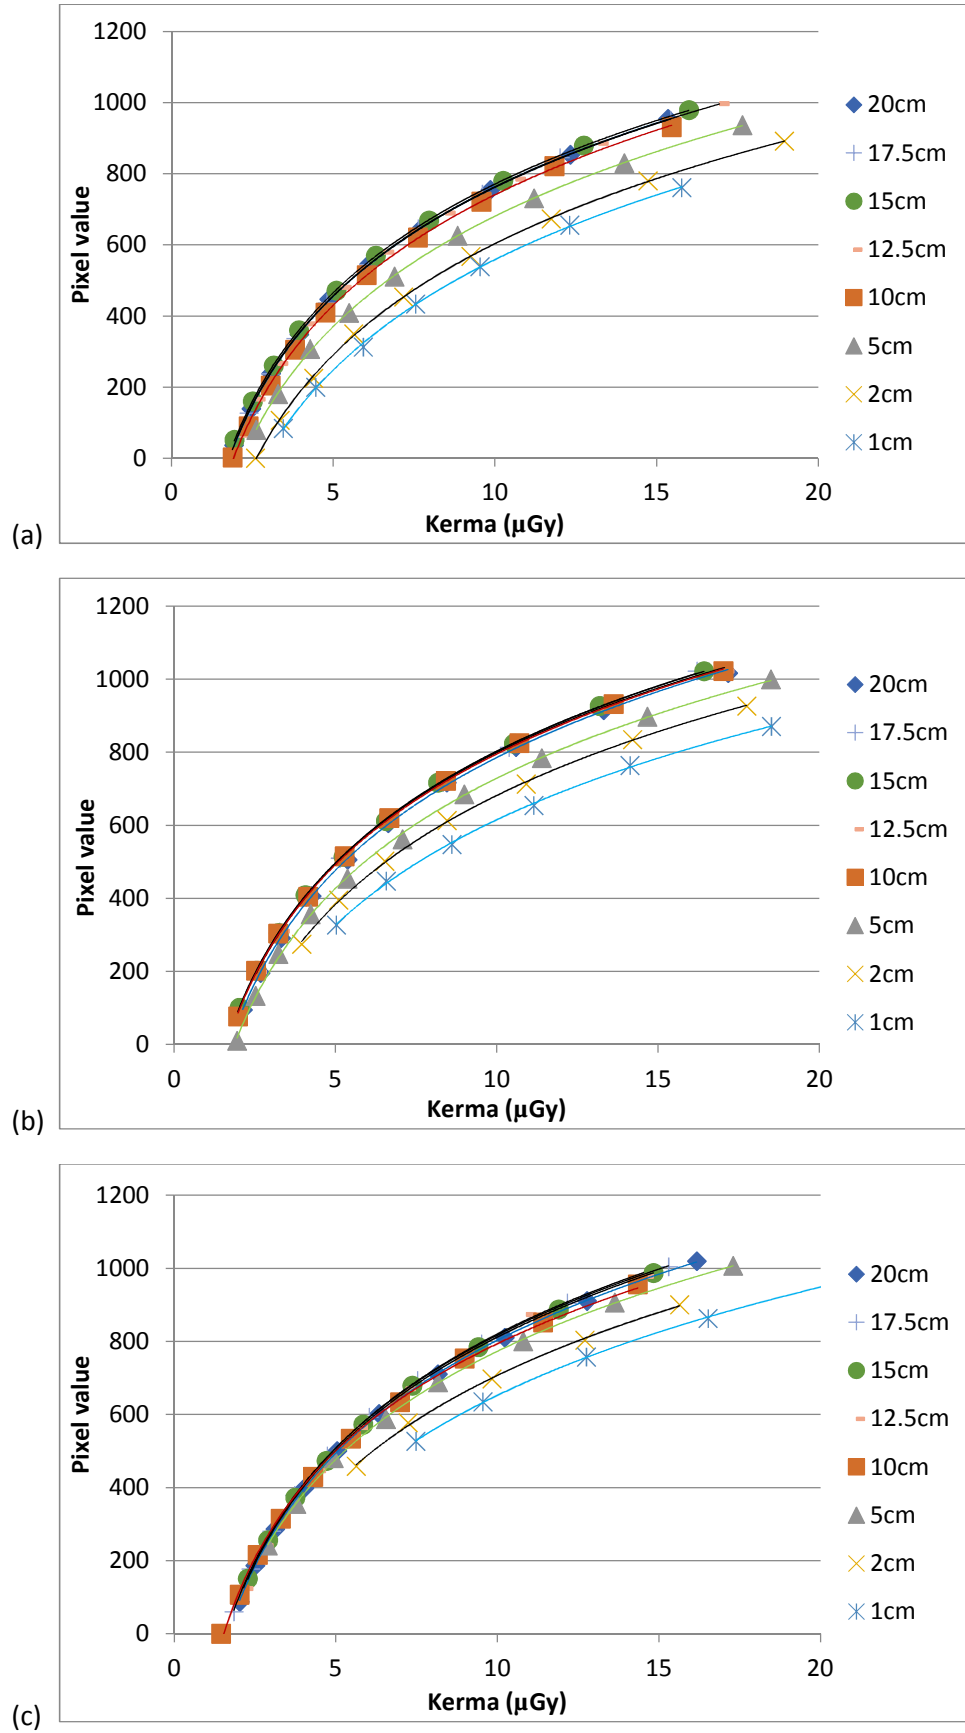 1200
1000
800
600
400
200
0
Pixel value
0 5 10 15 20
Kerma (µGy)
20cm
17.5cm
15cm
12.5cm
10cm
5cm
2cm
1cm
(a)
1200
1000
800
600
400
200
0
Pixel value
0 5 10 15 20
Kerma (µGy)
20cm
17.5cm
15cm
12.5cm
10cm
5cm
2cm
1cm
(b)
1200
1000
800
600
400
200
0
Pixel value
0 5 10 15 20
Kerma (µGy)
20cm
17.5cm
15cm
12.5cm
10cm
5cm
2cm
1cm
(c)